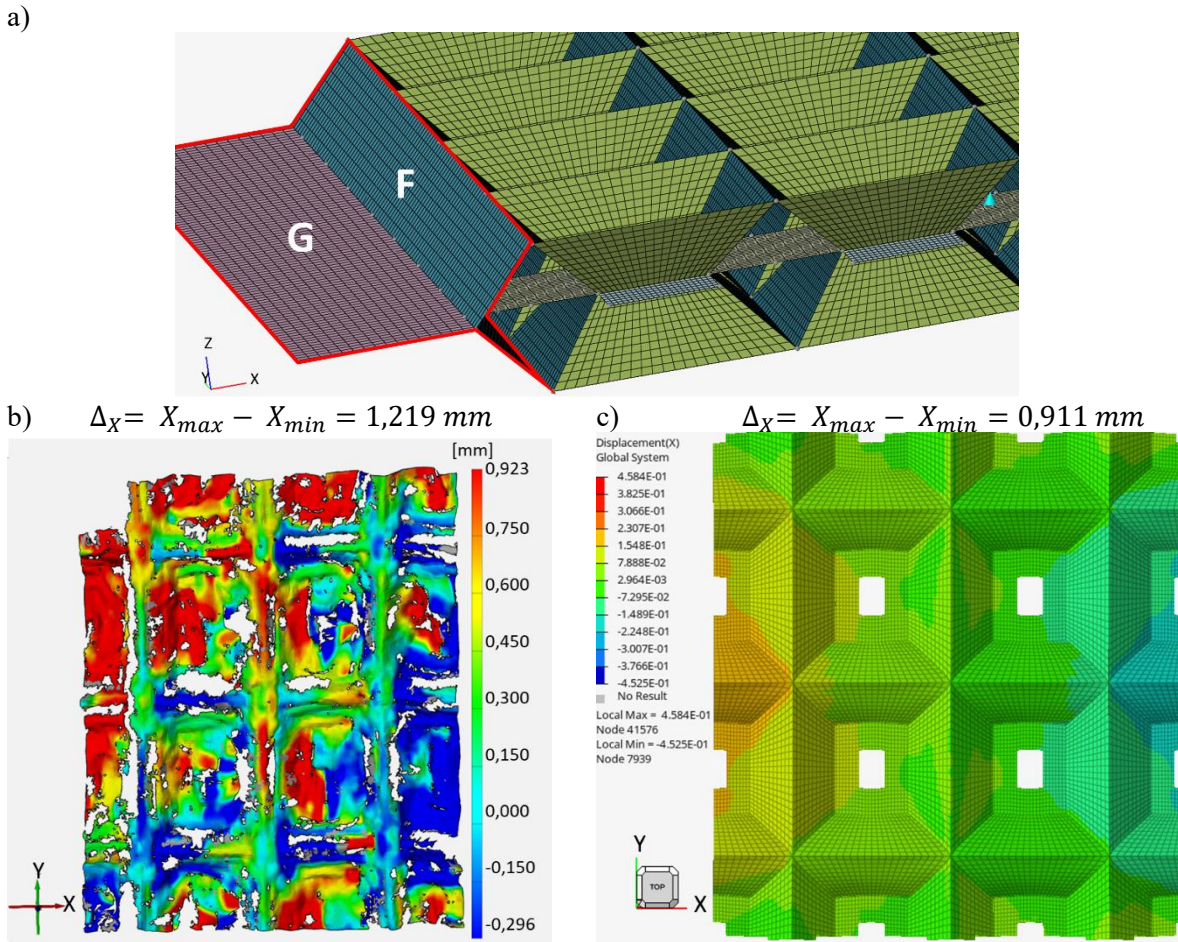 a)
F
G
Z
Y
X
b) Δ_X = X_max − X_min = 1,219 mm
c) Δ_X = X_max − X_min = 0,911 mm
[mm]
0,923
0,750
0,600
0,450
0,300
0,150
0,000
-0,150
-0,296
Y
X
Displacement(X)
Global System
4.584E-01
3.825E-01
3.066E-01
2.307E-01
1.548E-01
7.888E-02
2.964E-03
-7.295E-02
-1.489E-01
-2.248E-01
-3.007E-01
-3.766E-01
-4.525E-01
No Result
Local Max = 4.584E-01
Node 41576
Local Min = -4.525E-01
Node 7939
Y
TOP
X